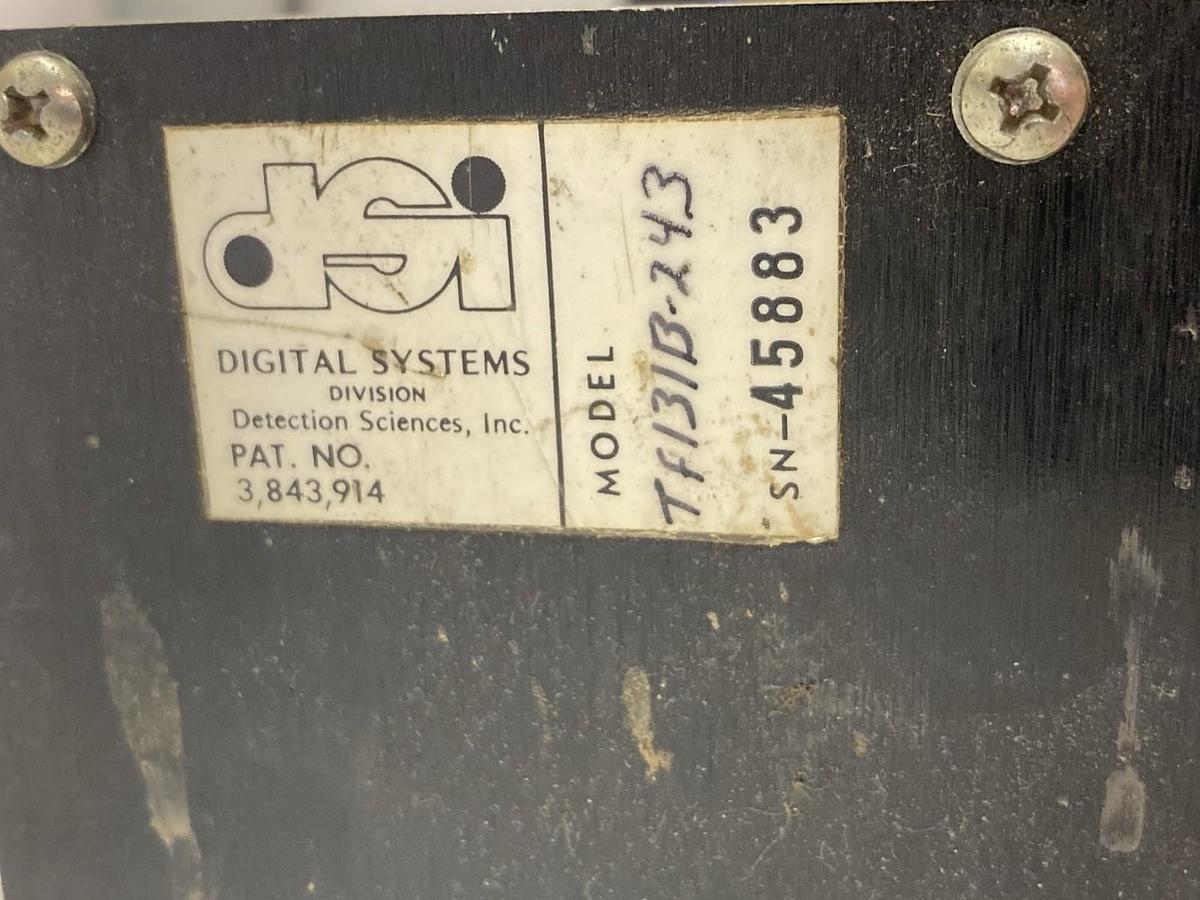 dsi
DIGITAL SYSTEMS
DIVISION
Detection Sciences, Inc.
PAT. NO.
3,843,914
MODEL
TF131B-243
SN-45883